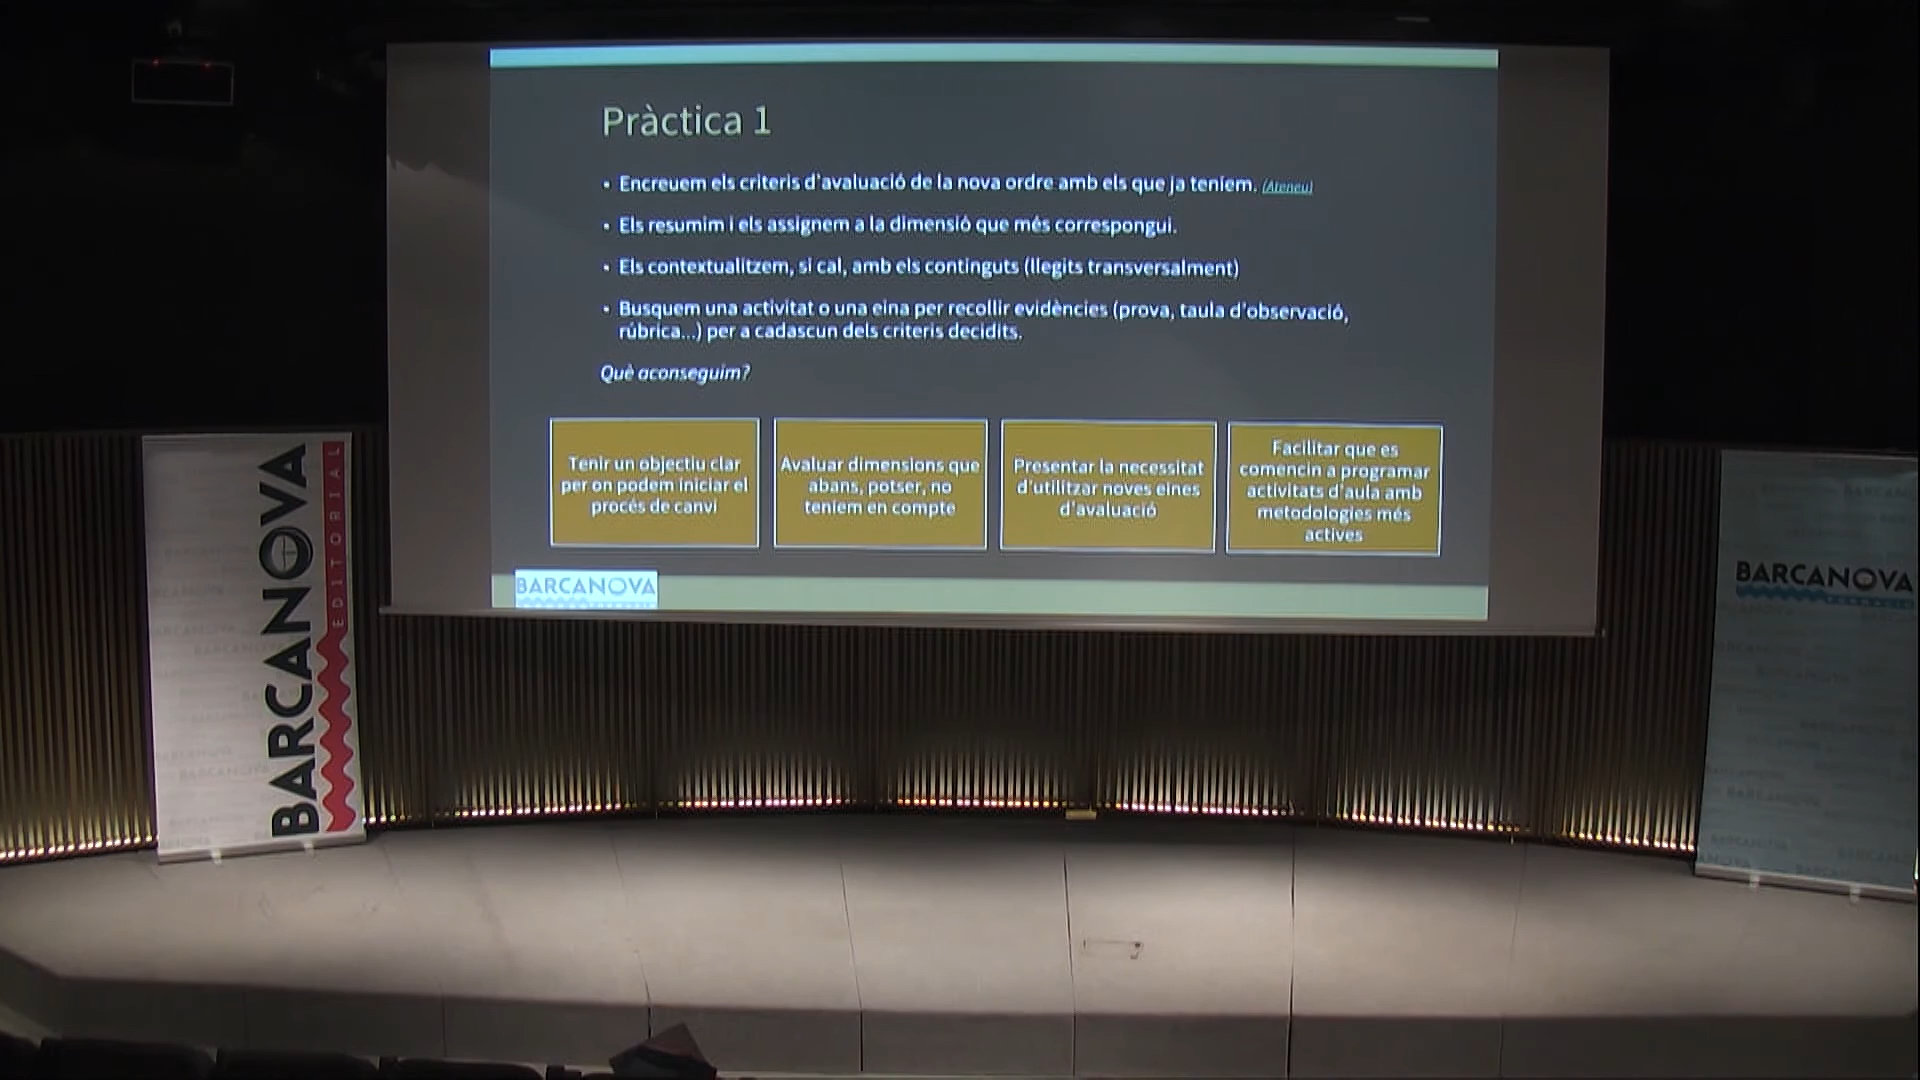 Pràctica 1
• Encreuem els criteris d'avaluació de la nova ordre amb els que ja teníem. (Ateneu)
• Els resumim i els assignem a la dimensió que més correspongui.
• Els contextualitzem, si cal, amb els continguts (llegits transversalment)
• Busquem una activitat o una eina per recollir evidències (prova, taula d'observació,
rúbrica...) per a cadascun dels criteris decidits.
Què aconseguim?
Tenir un objectiu clar
per on podem iniciar el
procés de canvi
Avaluar dimensions que
abans, potser, no
teníem en compte
Presentar la necessitat
d'utilitzar noves eines
d'avaluació
Facilitar que es
comencin a programar
activitats d'aula amb
metodologies més
actives
BARCANOVA
BARCANOVA
EDITORIAL
BARCANOVA
FORMACIÓ